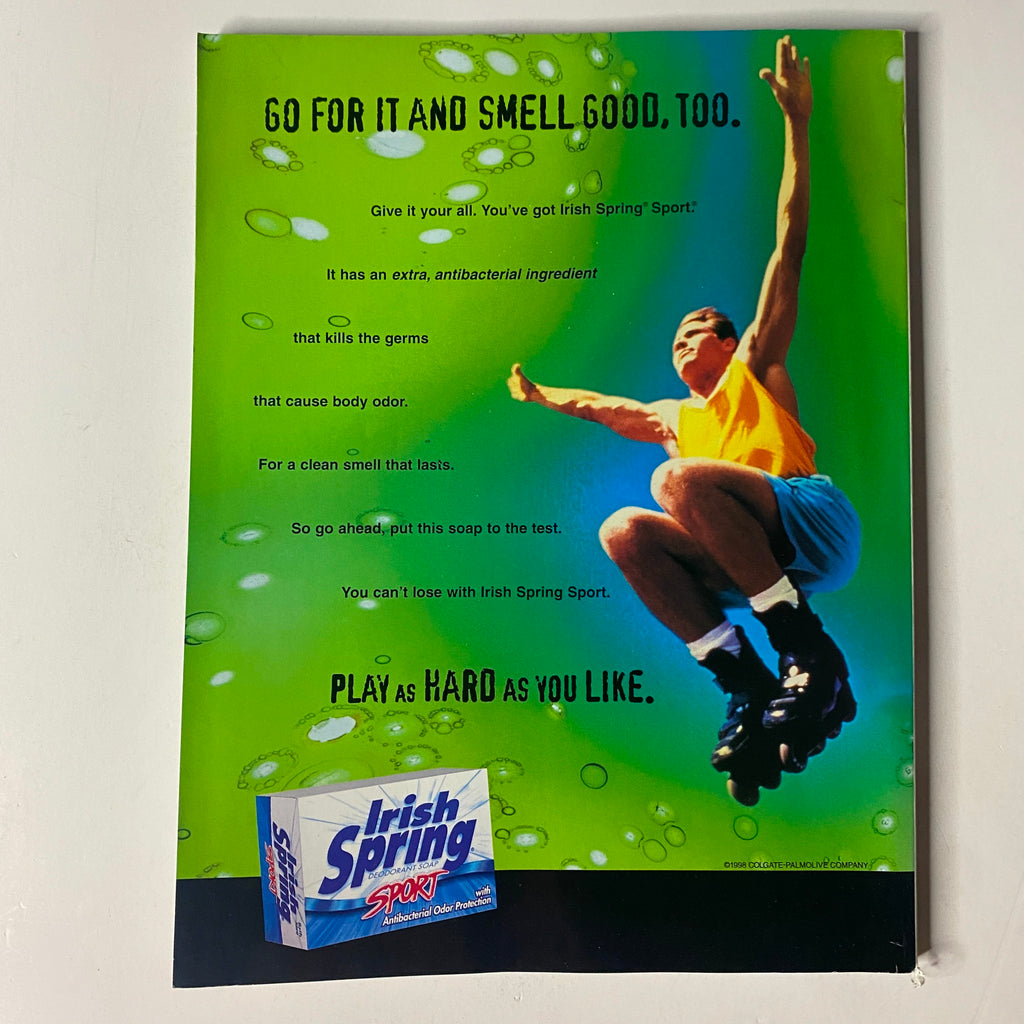 GO FOR IT AND SMELL GOOD, TOO.
Give it your all. You've got Irish Spring® Sport.®
It has an extra, antibacterial ingredient
that kills the germs
that cause body odor.
For a clean smell that lasts.
So go ahead, put this soap to the test.
You can't lose with Irish Spring Sport.
PLAY AS HARD AS YOU LIKE.
Irish
Spring®
DEODORANT SOAP
SPORT
with
Antibacterial Odor Protection
Irish
Spring
SPORT
©1998 COLGATE-PALMOLIVE COMPANY